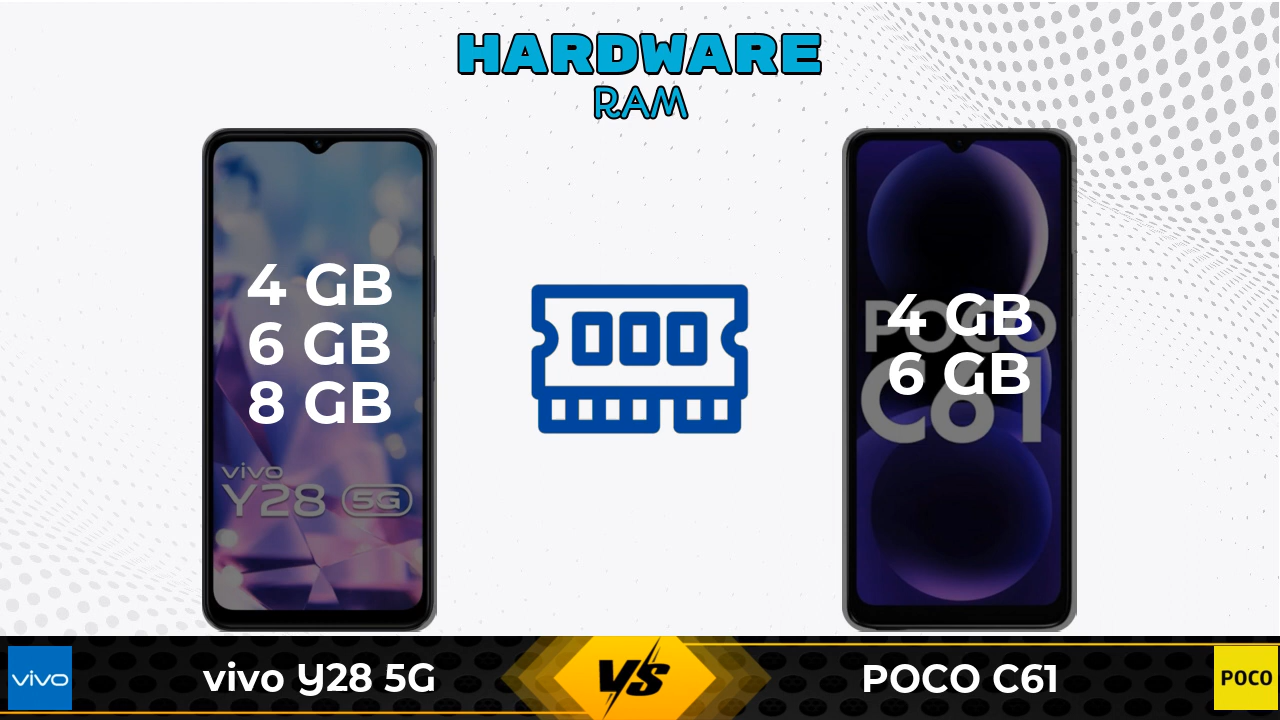 HARDWARE
RAM
4 GB
6 GB
8 GB
vivo
Y28 5G
4 GB
6 GB
POCO
C61
vivo
vivo Y28 5G
VS
POCO C61
POCO